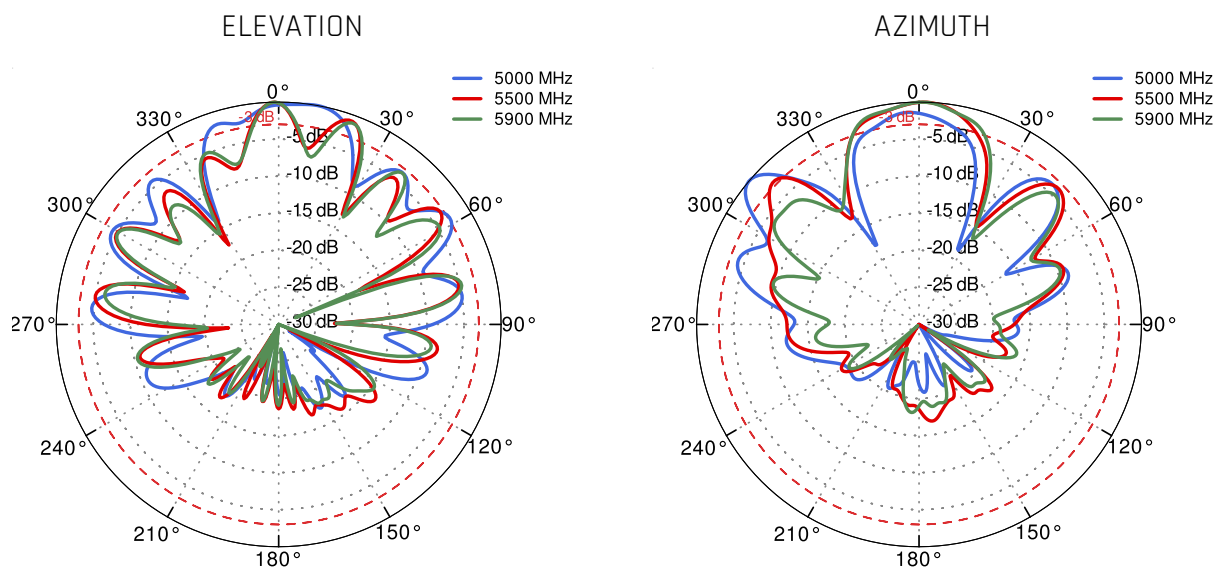 ELEVATION
5000 MHz
5500 MHz
5900 MHz
0°
330°
30°
-3 dB
-5 dB
-10 dB
300°
60°
-15 dB
-20 dB
-25 dB
270°
-30 dB
90°
240°
120°
210°
150°
180°
AZIMUTH
5000 MHz
5500 MHz
5900 MHz
0°
330°
30°
-3 dB
-5 dB
-10 dB
300°
60°
-15 dB
-20 dB
-25 dB
270°
-30 dB
90°
240°
120°
210°
150°
180°